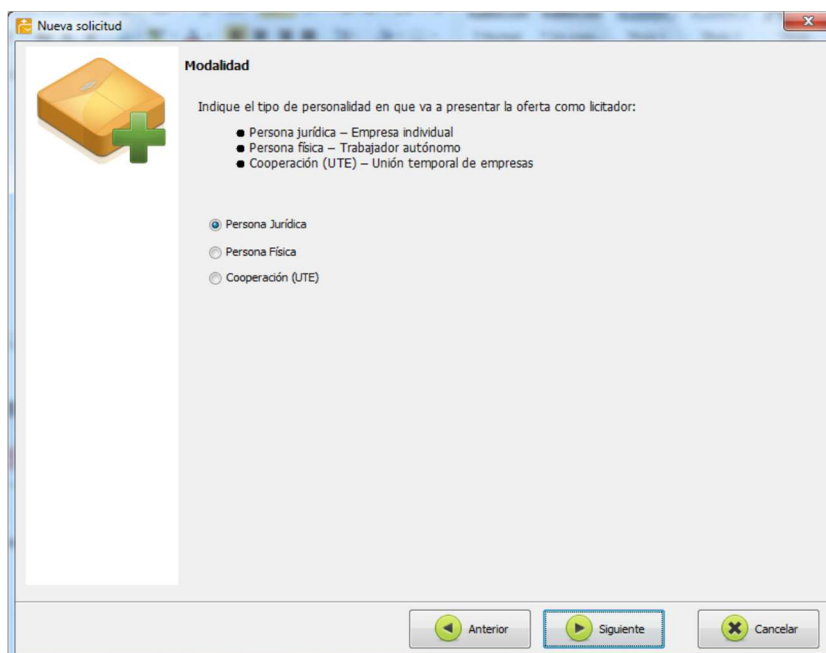 Nueva solicitud
Modalidad
Indique el tipo de personalidad en que va a presentar la oferta como licitador:
● Persona jurídica – Empresa individual
● Persona física – Trabajador autónomo
● Cooperación (UTE) – Unión temporal de empresas
Persona Jurídica
Persona Física
Cooperación (UTE)
Anterior
Siguiente
Cancelar